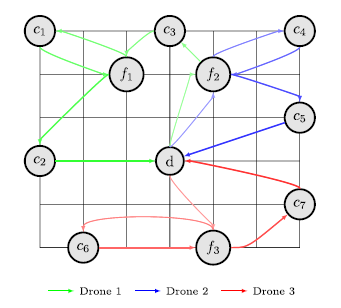 c₁ c₃ c₄
f₁ f₂
c₅
c₂ d
c₇
c₆ f₃
Drone 1 Drone 2 Drone 3